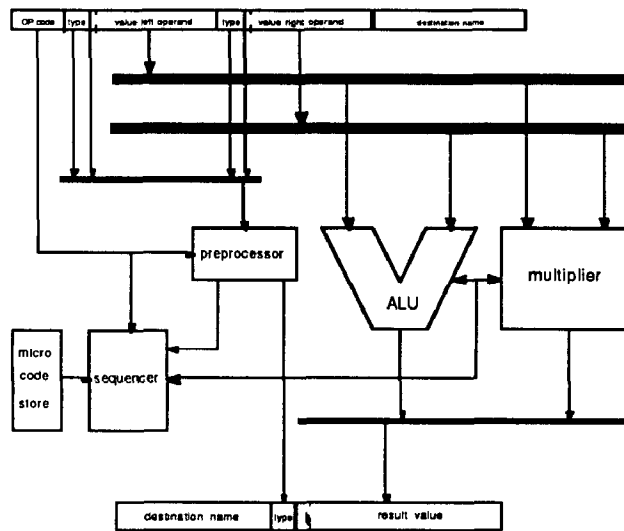 OP code type value left operand type value right operand destination name
preprocessor
ALU
multiplier
micro
code
store
sequencer
destination name type result value